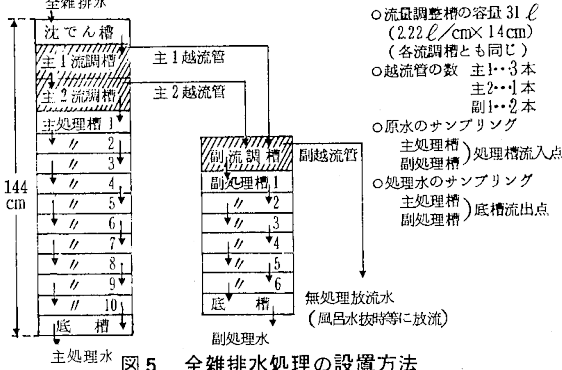 全雑排水
沈でん槽
主1流調槽
主2流調槽
主処理槽 1
〃 2
〃 3
〃 4
〃 5
〃 6
〃 7
〃 8
〃 9
〃 10
底 槽
主処理水
144
cm
主1越流管
主2越流管
副流調槽
副処理槽1
〃 2
〃 3
〃 4
〃 5
〃 6
底 槽
副処理水
副越流管
無処理放流水
(風呂水抜時等に放流)
○流量調整槽の容量31ℓ
(2.22ℓ/cm×14cm)
(各流調槽とも同じ)
○越流管の数 主1‥3本
主2‥1本
副1‥2本
○原水のサンプリング
主処理槽
副処理槽)処理槽流入点
○処理水のサンプリング
主処理槽
副処理槽)底槽流出点
図5 全雑排水処理の設置方法